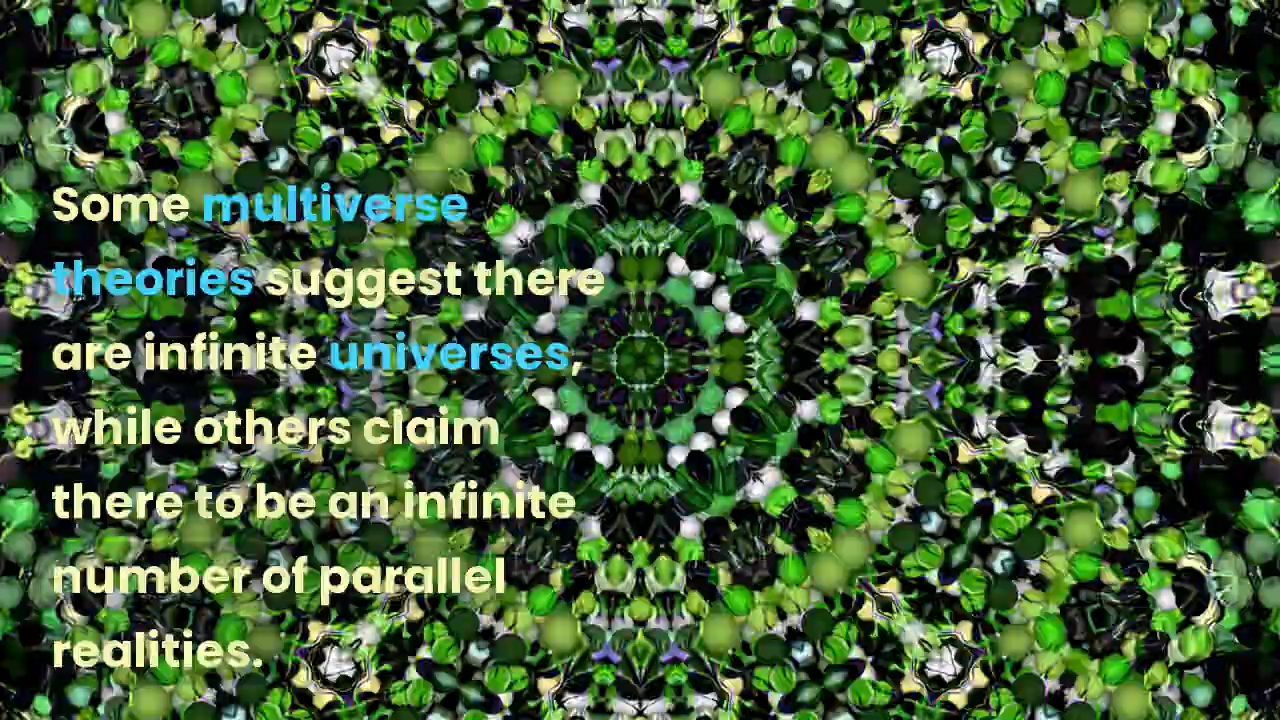 Some multiverse
theories suggest there
are infinite universes,
while others claim
there to be an infinite
number of parallel
realities.